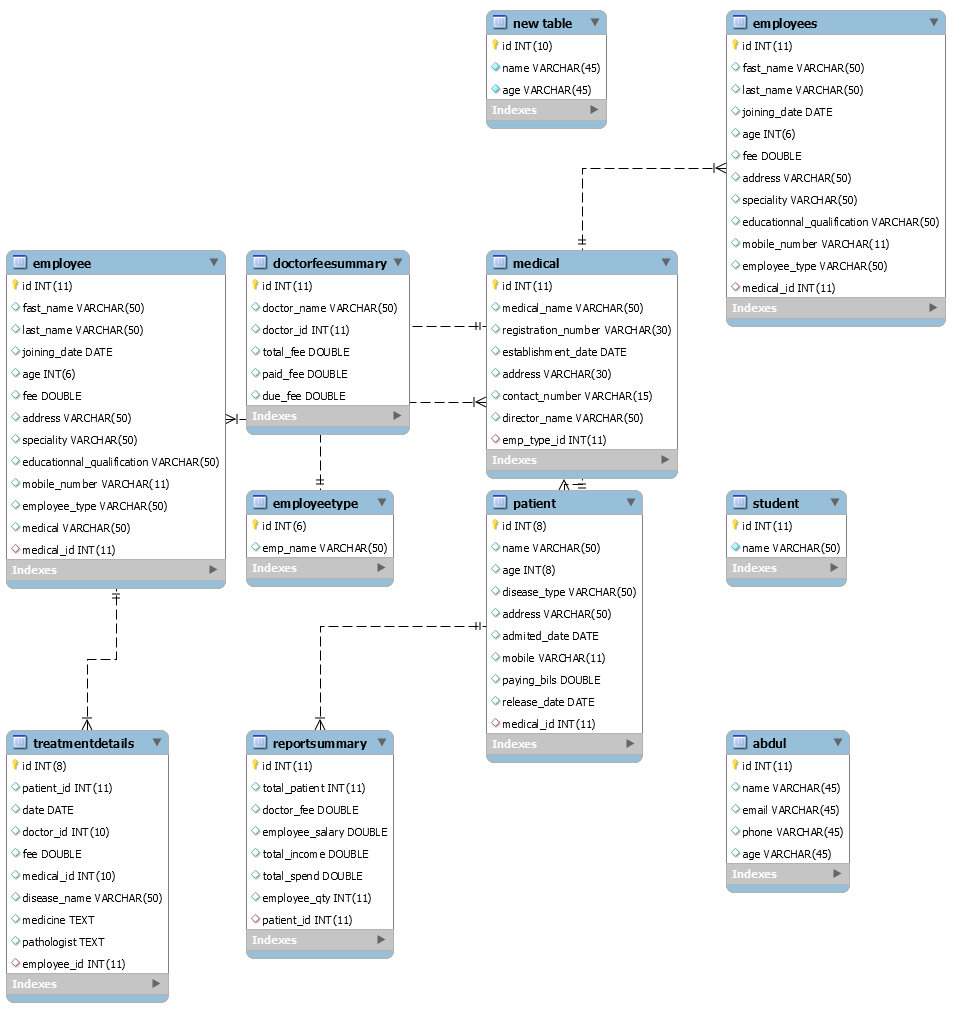 new table
id INT(10)
name VARCHAR(45)
age VARCHAR(45)
Indexes
employees
id INT(11)
fast_name VARCHAR(50)
last_name VARCHAR(50)
joining_date DATE
age INT(6)
fee DOUBLE
address VARCHAR(50)
speciality VARCHAR(50)
educationnal_qualification VARCHAR(50)
mobile_number VARCHAR(11)
employee_type VARCHAR(50)
medical_id INT(11)
Indexes
employee
id INT(11)
fast_name VARCHAR(50)
last_name VARCHAR(50)
joining_date DATE
age INT(6)
fee DOUBLE
address VARCHAR(50)
speciality VARCHAR(50)
educationnal_qualification VARCHAR(50)
mobile_number VARCHAR(11)
employee_type VARCHAR(50)
medical VARCHAR(50)
medical_id INT(11)
Indexes
doctorfeesummary
id INT(11)
doctor_name VARCHAR(50)
doctor_id INT(11)
total_fee DOUBLE
paid_fee DOUBLE
due_fee DOUBLE
Indexes
medical
id INT(11)
medical_name VARCHAR(50)
registration_number VARCHAR(30)
establishment_date DATE
address VARCHAR(30)
contact_number VARCHAR(15)
director_name VARCHAR(50)
emp_type_id INT(11)
Indexes
employeetype
id INT(6)
emp_name VARCHAR(50)
Indexes
patient
id INT(8)
name VARCHAR(50)
age INT(8)
disease_type VARCHAR(50)
address VARCHAR(50)
admited_date DATE
mobile VARCHAR(11)
paying_bils DOUBLE
release_date DATE
medical_id INT(11)
Indexes
student
id INT(11)
name VARCHAR(50)
Indexes
treatmentdetails
id INT(8)
patient_id INT(11)
date DATE
doctor_id INT(10)
fee DOUBLE
medical_id INT(10)
disease_name VARCHAR(50)
medicine TEXT
pathologist TEXT
employee_id INT(11)
Indexes
reportsummary
id INT(11)
total_patient INT(11)
doctor_fee DOUBLE
employee_salary DOUBLE
total_income DOUBLE
total_spend DOUBLE
employee_qty INT(11)
patient_id INT(11)
Indexes
abdul
id INT(11)
name VARCHAR(45)
email VARCHAR(45)
phone VARCHAR(45)
age VARCHAR(45)
Indexes